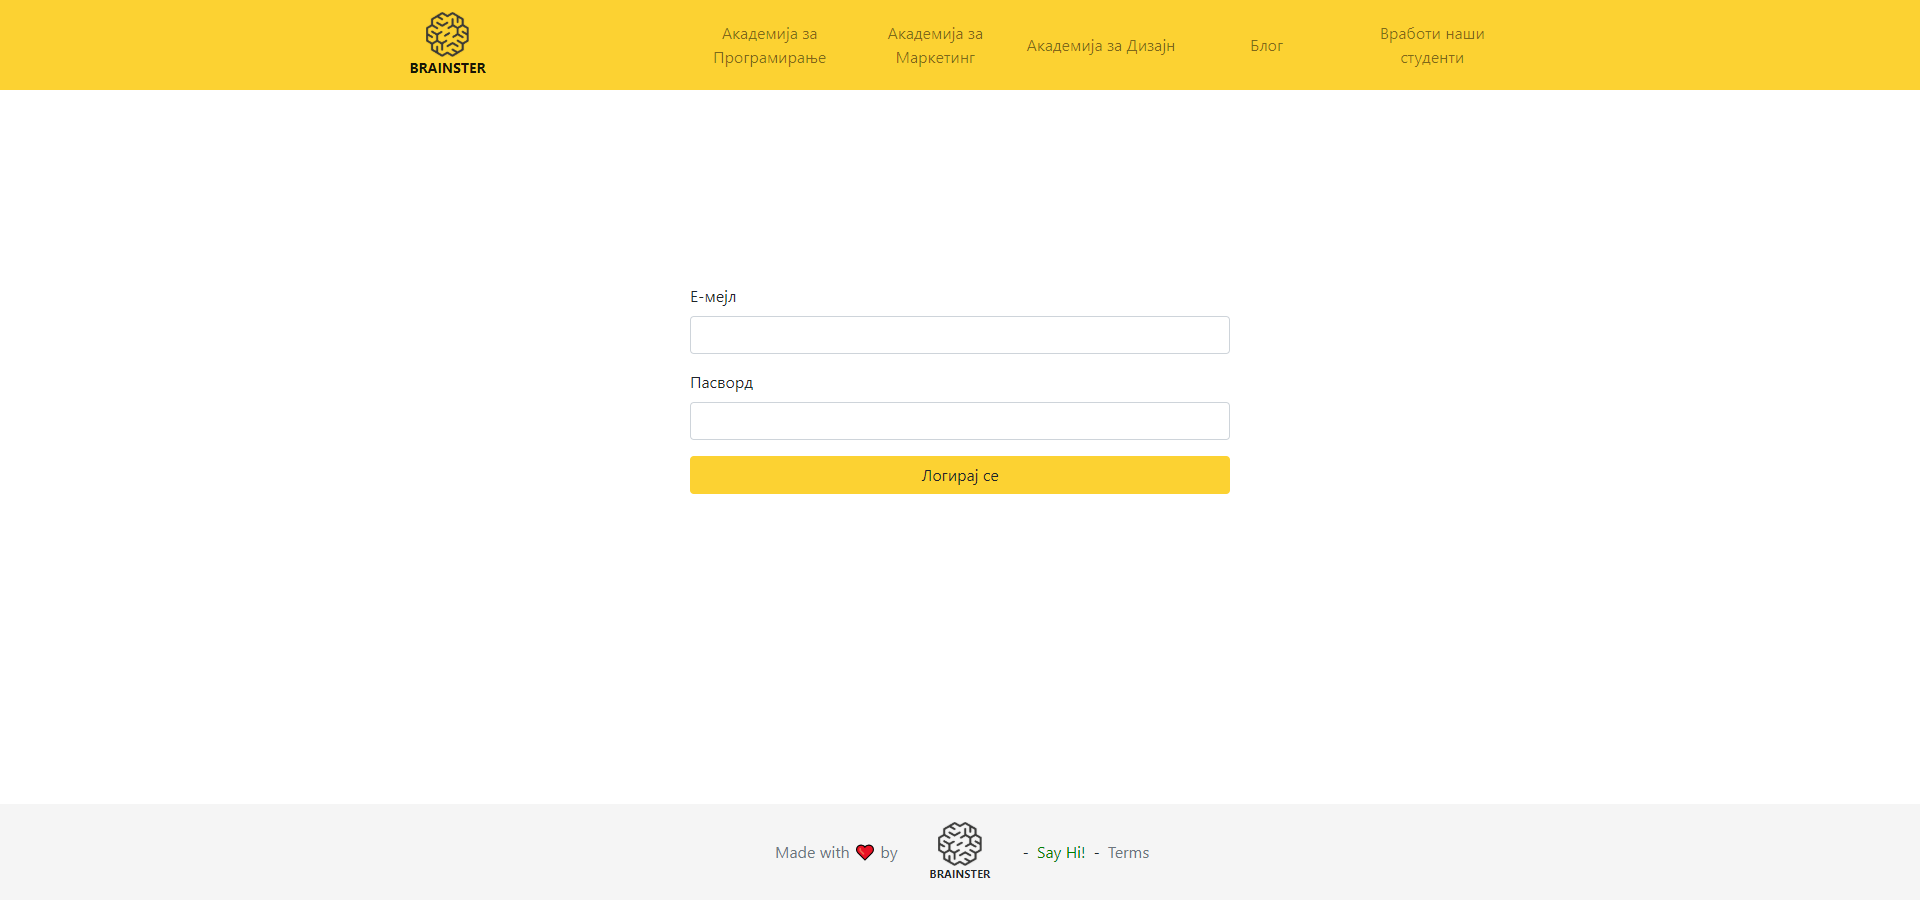 BRAINSTER
Академија за
Програмирање
Академија за
Маркетинг
Академија за Дизајн
Блог
Вработи наши
студенти
Е-мејл
Пасворд
Логирај се
Made with ❤ by
BRAINSTER
- Say Hi! - Terms